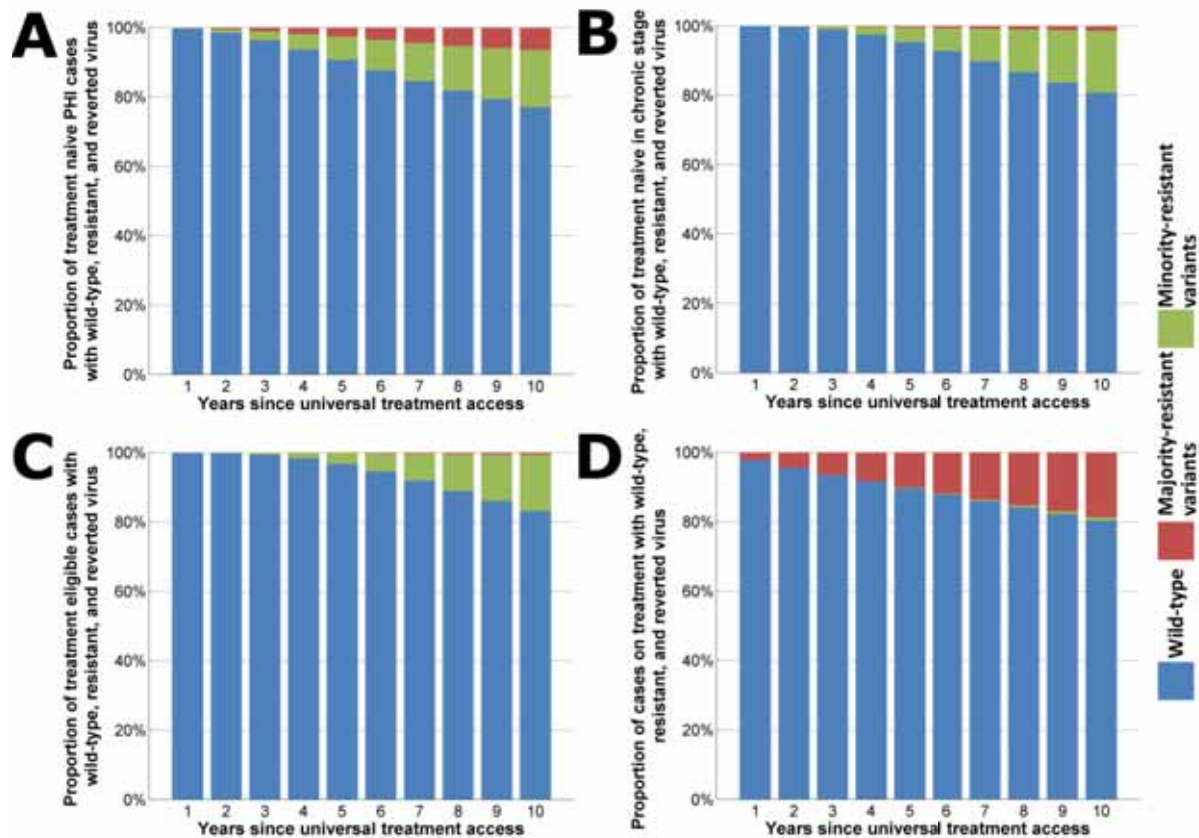 A
Proportion of treatment naive PHI cases
with wild-type, resistant, and reverted virus
100%
80%
60%
40%
20%
0%
1 2 3 4 5 6 7 8 9 10
Years since universal treatment access
B
Proportion of treatment naive in chronic stage
with wild-type, resistant, and reverted virus
100%
80%
60%
40%
20%
0%
1 2 3 4 5 6 7 8 9 10
Years since universal treatment access
C
Proportion of treatment eligible cases with
wild-type, resistant, and reverted virus
100%
80%
60%
40%
20%
0%
1 2 3 4 5 6 7 8 9 10
Years since universal treatment access
D
Proportion of cases on treatment with wild-type,
resistant, and reverted virus
100%
80%
60%
40%
20%
0%
1 2 3 4 5 6 7 8 9 10
Years since universal treatment access
Wild-type
Majority-resistant
variants
Minority-resistant
variants